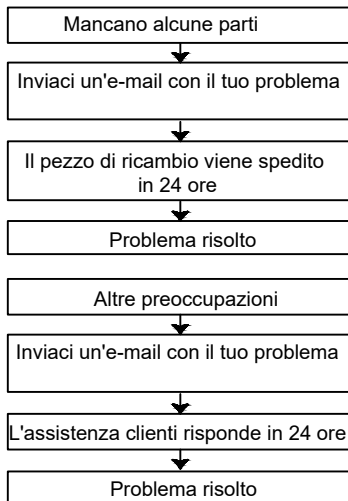 Mancano alcune parti
Inviaci un'e-mail con il tuo problema
Il pezzo di ricambio viene spedito
in 24 ore
Problema risolto
Altre preoccupazioni
Inviaci un'e-mail con il tuo problema
L'assistenza clienti risponde in 24 ore
Problema risolto